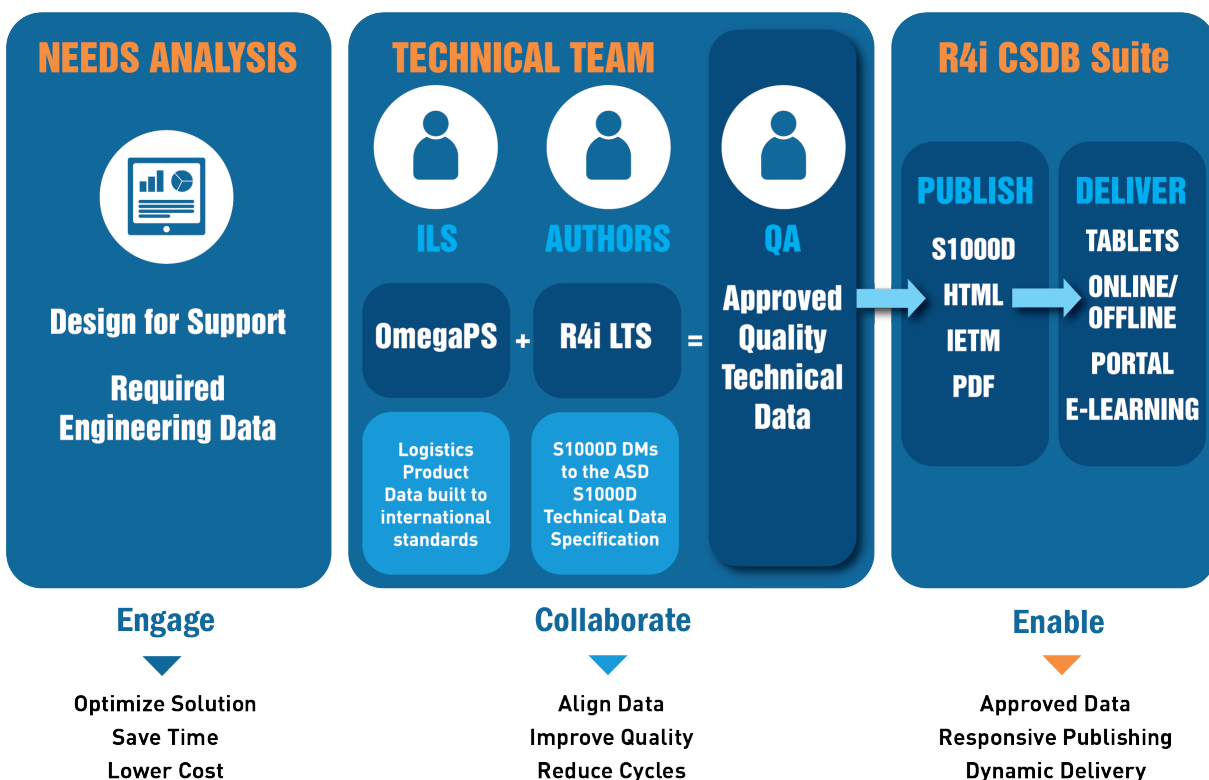 NEEDS ANALYSIS
Design for Support
Required
Engineering Data
TECHNICAL TEAM
ILS
AUTHORS
QA
OmegaPS
+
R4i LTS
=
Approved
Quality
Technical
Data
Logistics
Product
Data built to
international
standards
S1000D DMs
to the ASD
S1000D
Technical Data
Specification
R4i CSDB Suite
PUBLISH
S1000D
HTML
IETM
PDF
DELIVER
TABLETS
ONLINE/
OFFLINE
PORTAL
E-LEARNING
Engage
Optimize Solution
Save Time
Lower Cost
Collaborate
Align Data
Improve Quality
Reduce Cycles
Enable
Approved Data
Responsive Publishing
Dynamic Delivery